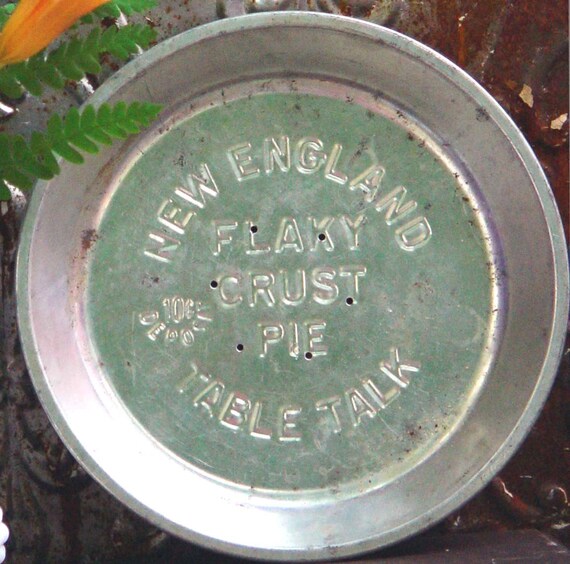 NEW ENGLAND
FLAKY
CRUST
PIE
10¢
DEPOSIT
TABLE TALK